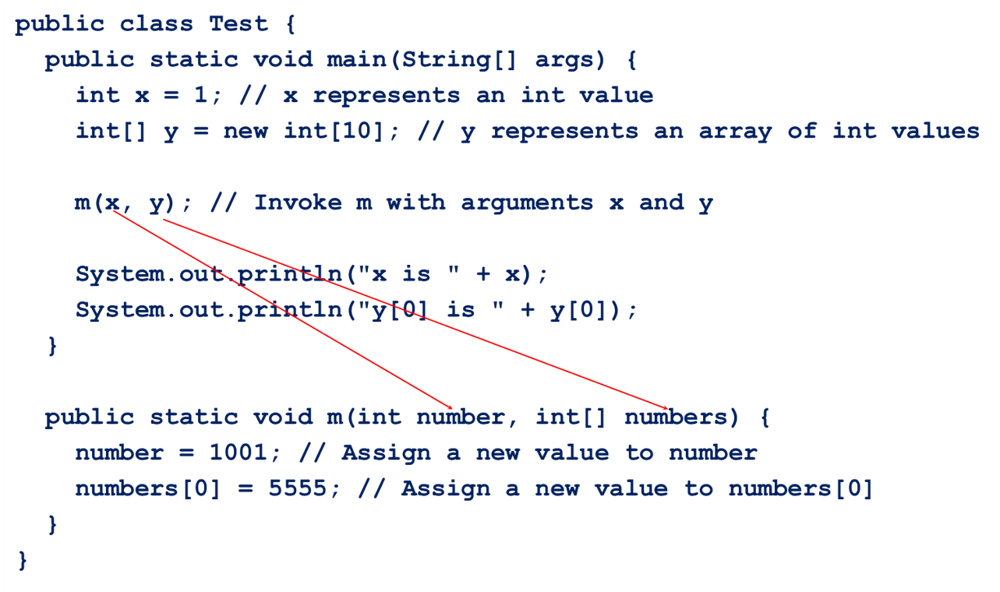 public class Test {
public static void main(String[] args) {
int x = 1; // x represents an int value
int[] y = new int[10]; // y represents an array of int values
m(x, y); // Invoke m with arguments x and y
System.out.println("x is " + x);
System.out.println("y[0] is " + y[0]);
}
public static void m(int number, int[] numbers) {
number = 1001; // Assign a new value to number
numbers[0] = 5555; // Assign a new value to numbers[0]
}
}